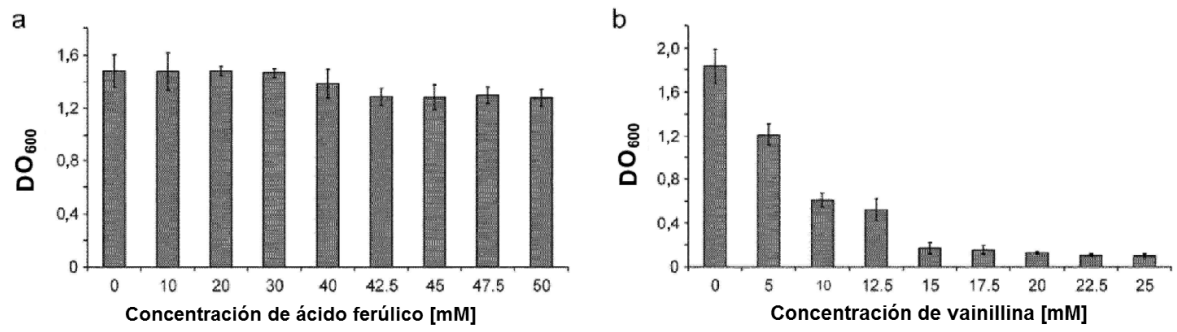 a
1,6
1,2
0,8
0,4
0
DO600
0 10 20 30 40 42.5 45 47.5 50
Concentración de ácido ferúlico [mM]
b
2,0
1,6
1,2
0,8
0,4
0
DO600
0 5 10 12.5 15 17.5 20 22.5 25
Concentración de vainillina [mM]